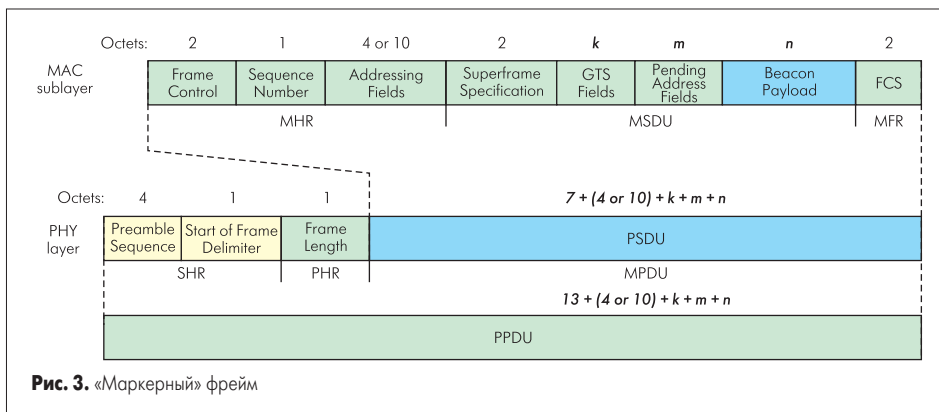 Octets: 2 1 4 or 10 2 k m n 2
MAC sublayer
Frame Control
Sequence Number
Addressing Fields
Superframe Specification
GTS Fields
Pending Address Fields
Beacon Payload
FCS
MHR MSDU MFR
Octets: 4 1 1 7 + (4 or 10) + k + m + n
PHY layer
Preamble Sequence
Start of Frame Delimiter
Frame Length
PSDU
SHR PHR MPDU
13 + (4 or 10) + k + m + n
PPDU
Рис. 3. «Маркерный» фрейм